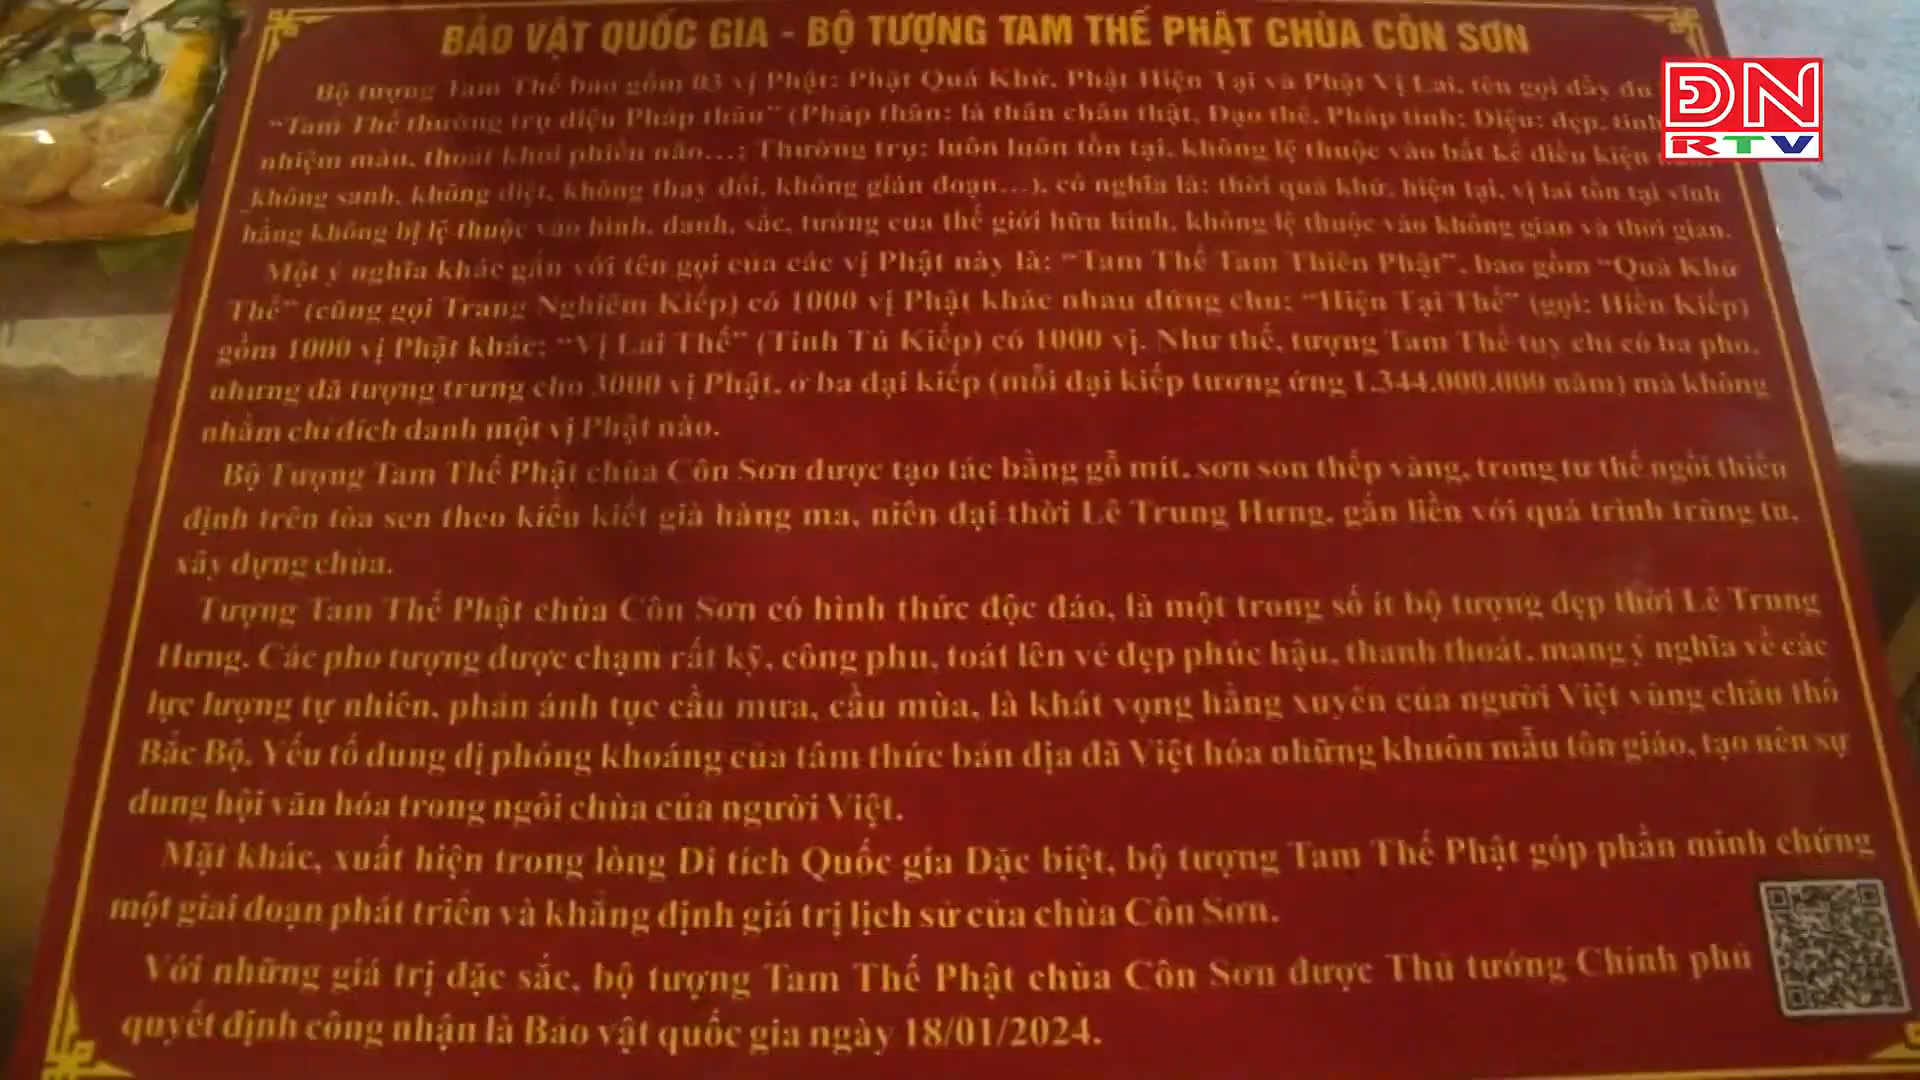 BẢO VẬT QUỐC GIA - BỘ TƯỢNG TAM THẾ PHẬT CHÙA CÔN SƠN
Bộ tượng Tam Thế bao gồm 03 vị Phật: Phật Quá Khứ, Phật Hiện Tại và Phật Vị Lai, tên gọi đầy đủ
"Tam Thế thường trụ diệu Pháp thân" (Pháp thân: là thân chân thật, Đạo thể, Pháp tính; Diệu: đẹp, tinh
nhiệm màu, thoát khỏi phiền não...; Thường trụ: luôn luôn tồn tại, không lệ thuộc vào bất kể điều kiện
không sanh, không diệt, không thay đổi, không gián đoạn...), có nghĩa là: thời quá khứ, hiện tại, vị lai tồn tại vĩnh
hằng không bị lệ thuộc vào hình, danh, sắc, tướng của thế giới hữu hình, không lệ thuộc vào không gian và thời gian.
Một ý nghĩa khác gắn với tên gọi của các vị Phật này là: "Tam Thế Tam Thiên Phật", bao gồm "Quá Khứ
Thế" (cũng gọi Trang Nghiêm Kiếp) có 1000 vị Phật khác nhau đứng chủ; "Hiện Tại Thế" (gọi: Hiền Kiếp)
gồm 1000 vị Phật khác; "Vị Lai Thế" (Tinh Tú Kiếp) có 1000 vị. Như thế, tượng Tam Thế tuy chỉ có ba pho,
nhưng đã tượng trưng cho 3000 vị Phật, ở ba đại kiếp (mỗi đại kiếp tương ứng 1.344.000.000 năm) mà không
nhằm chỉ đích danh một vị Phật nào.
Bộ Tượng Tam Thế Phật chùa Côn Sơn được tạo tác bằng gỗ mít, sơn son thếp vàng, trong tư thế ngồi thiền
định trên tòa sen theo kiểu kiết già hàng ma, niên đại thời Lê Trung Hưng, gắn liền với quá trình trùng tu,
xây dựng chùa.
Tượng Tam Thế Phật chùa Côn Sơn có hình thức độc đáo, là một trong số ít bộ tượng đẹp thời Lê Trung
Hưng. Các pho tượng được chạm rất kỹ, công phu, toát lên vẻ đẹp phúc hậu, thanh thoát, mang ý nghĩa về các
lực lượng tự nhiên, phản ánh tục cầu mưa, cầu mùa, là khát vọng hằng xuyên của người Việt vùng châu thổ
Bắc Bộ. Yếu tố dung dị phóng khoáng của tâm thức bản địa đã Việt hóa những khuôn mẫu tôn giáo, tạo nên sự
dung hội văn hóa trong ngôi chùa của người Việt.
Mặt khác, xuất hiện trong lòng Di tích Quốc gia Đặc biệt, bộ tượng Tam Thế Phật góp phần minh chứng
một giai đoạn phát triển và khẳng định giá trị lịch sử của chùa Côn Sơn.
Với những giá trị đặc sắc, bộ tượng Tam Thế Phật chùa Côn Sơn được Thủ tướng Chính phủ
quyết định công nhận là Bảo vật quốc gia ngày 18/01/2024.
ĐN
RTV